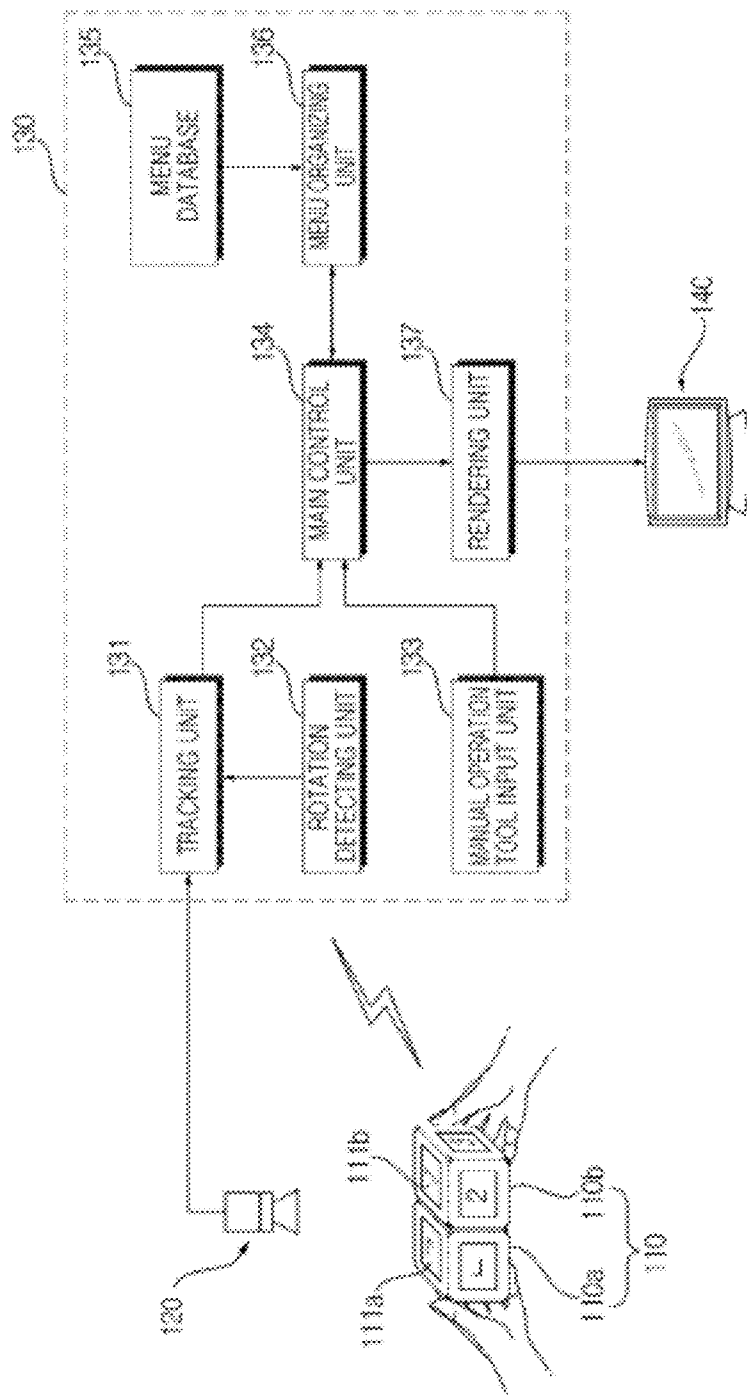 130
135
MENU
DATABASE
136
MENU ORGANIZING
UNIT
134
MAIN CONTROL
UNIT
137
RENDERING UNIT
131
TRACKING UNIT
132
ROTATION
DETECTING UNIT
133
MANUAL OPERATION
TOOL INPUT UNIT
14C
120
111a
111b
2
110a
110b
110